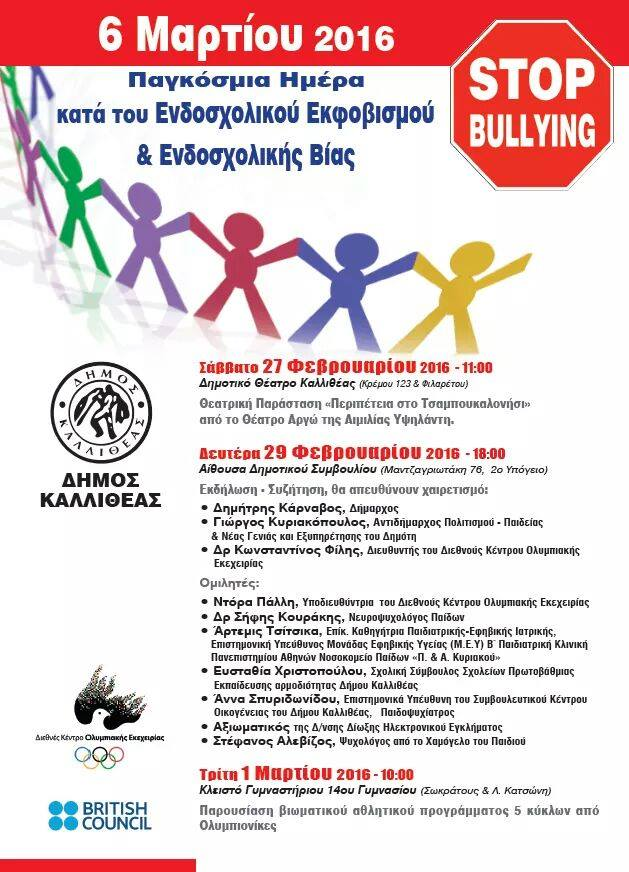 6 Μαρτίου 2016
Παγκόσμια Ημέρα
κατά του Ενδοσχολικού Εκφοβισμού
& Ενδοσχολικής Βίας
STOP
BULLYING
ΔΗΜΟΣ
ΚΑΛΛΙΘΕΑΣ
ΔΗΜΟΣ
ΚΑΛΛΙΘΕΑΣ
Σάββατο 27 Φεβρουαρίου 2016 - 11:00
Δημοτικό Θέατρο Καλλιθέας (Κρέμου 123 & Φιλαρέτου)
Θεατρική Παράσταση «Περιπέτεια στο Τσαμπουκαλονήσι»
από το Θέατρο Αργώ της Αιμιλίας Υψηλάντη.
Δευτέρα 29 Φεβρουαρίου 2016 - 18:00
Αίθουσα Δημοτικού Συμβουλίου (Μαντζαγριωτάκη 76, 2ο Υπόγειο)
Εκδήλωση - Συζήτηση, θα απευθύνουν χαιρετισμό:
• Δημήτρης Κάρναβος, Δήμαρχος
• Γιώργος Κυριακόπουλος, Αντιδήμαρχος Πολιτισμού - Παιδείας
& Νέας Γενιάς και Εξυπηρέτησης του Δημότη
• Δρ Κωνσταντίνος Φίλης, Διευθυντής του Διεθνούς Κέντρου Ολυμπιακής
Εκεχειρίας
Ομιλητές:
• Ντόρα Πάλλη, Υποδιευθύντρια του Διεθνούς Κέντρου Ολυμπιακής Εκεχειρίας
• Δρ Σήφης Κουράκης, Νευροψυχολόγος Παίδων
• Άρτεμις Τσίτσικα, Επίκ. Καθηγήτρια Παιδιατρικής-Εφηβικής Ιατρικής,
Επιστημονική Υπεύθυνος Μονάδας Εφηβικής Υγείας (Μ.Ε.Υ) Β΄ Παιδιατρική Κλινική
Πανεπιστημίου Αθηνών Νοσοκομείο Παίδων «Π. & Α. Κυριακού»
• Ευσταθία Χριστοπούλου, Σχολική Σύμβουλος Σχολείων Πρωτοβάθμιας
Εκπαίδευσης αρμοδιότητας Δήμου Καλλιθέας
• Άννα Σπυριδωνίδου, Επιστημονικά Υπεύθυνη του Συμβουλευτικού Κέντρου
Οικογένειας του Δήμου Καλλιθέας, Παιδοψυχίατρος
• Αξιωματικός της Δ/νσης Δίωξης Ηλεκτρονικού Εγκλήματος
• Στέφανος Αλεβίζος, Ψυχολόγος από το Χαμόγελο του Παιδιού
Διεθνές Κέντρο Ολυμπιακής Εκεχειρίας
Τρίτη 1 Μαρτίου 2016 - 10:00
Κλειστό Γυμναστήριου 14ου Γυμνασίου (Σωκράτους & Λ. Κατσώνη)
Παρουσίαση βιωματικού αθλητικού προγράμματος 5 κύκλων από
Ολυμπιονίκες
BRITISH
COUNCIL